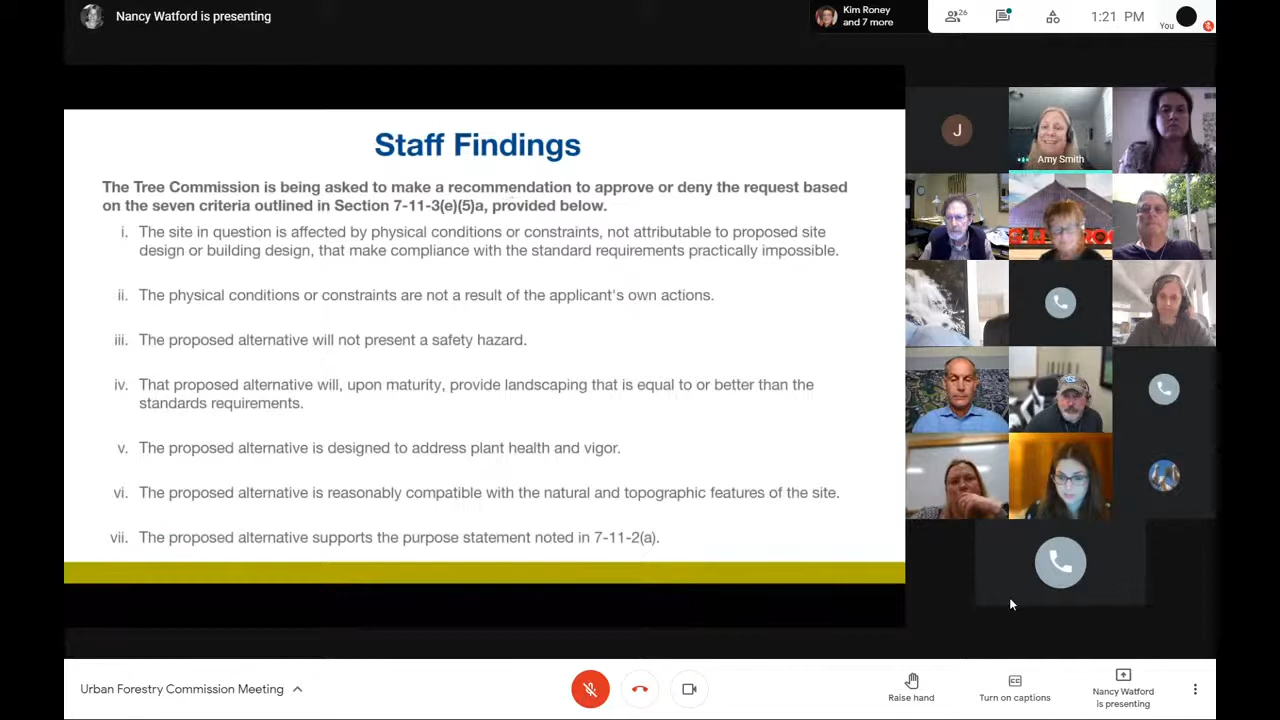 Nancy Watford is presenting
Kim Roney
and 7 more
26
1:21 PM
You
Staff Findings
The Tree Commission is being asked to make a recommendation to approve or deny the request based
on the seven criteria outlined in Section 7-11-3(e)(5)a, provided below.
i. The site in question is affected by physical conditions or constraints, not attributable to proposed site
design or building design, that make compliance with the standard requirements practically impossible.
ii. The physical conditions or constraints are not a result of the applicant's own actions.
iii. The proposed alternative will not present a safety hazard.
iv. That proposed alternative will, upon maturity, provide landscaping that is equal to or better than the
standards requirements.
v. The proposed alternative is designed to address plant health and vigor.
vi. The proposed alternative is reasonably compatible with the natural and topographic features of the site.
vii. The proposed alternative supports the purpose statement noted in 7-11-2(a).
J
Amy Smith
Urban Forestry Commission Meeting
Raise hand
CC
Turn on captions
Nancy Watford
is presenting